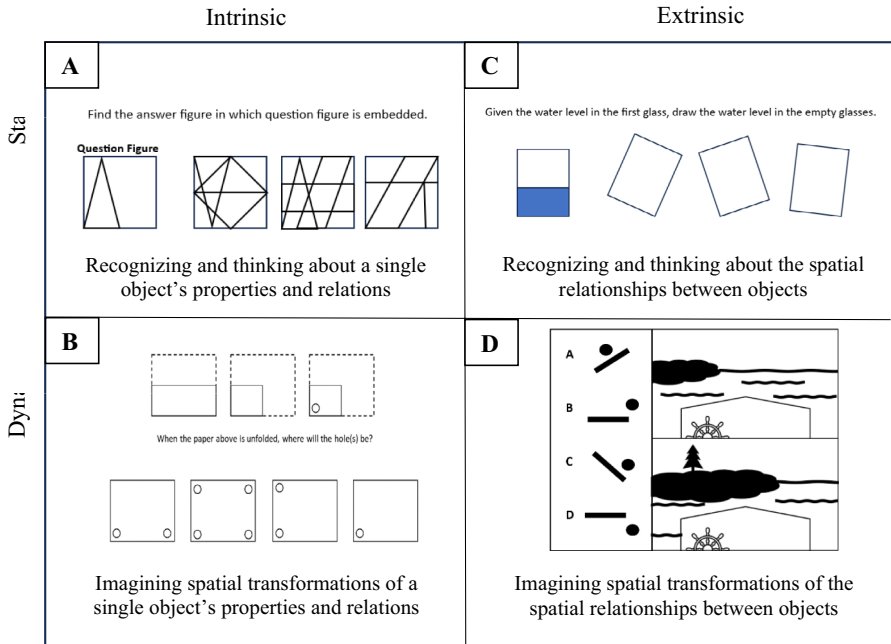 Intrinsic
Extrinsic
Sta
A
Find the answer figure in which question figure is embedded.
Question Figure
Recognizing and thinking about a single
object's properties and relations
C
Given the water level in the first glass, draw the water level in the empty glasses.
Recognizing and thinking about the spatial
relationships between objects
Dyna
B
When the paper above is unfolded, where will the hole(s) be?
Imagining spatial transformations of a
single object's properties and relations
D
A
B
C
D
Imagining spatial transformations of the
spatial relationships between objects